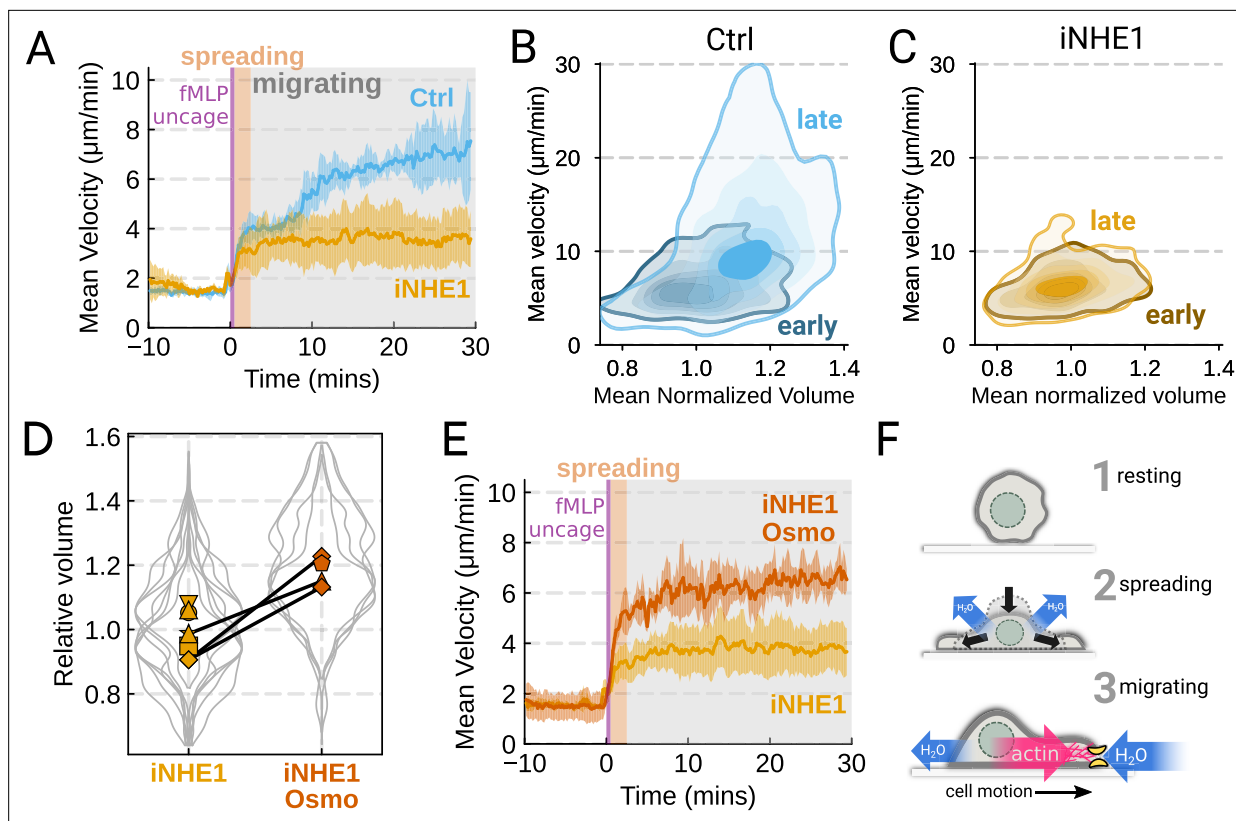 A
spreading
migrating
fMLP
uncage
Ctrl
iNHE1
Mean Velocity (µm/min)
10
8
6
4
2
0
−10
0
10
20
30
Time (mins)
B
Ctrl
late
early
Mean velocity (µm/min)
30
20
10
0
0.8
1.0
1.2
1.4
Mean Normalized Volume
C
iNHE1
late
early
Mean velocity (µm/min)
30
20
10
0
0.8
1.0
1.2
1.4
Mean normalized volume
D
Relative volume
1.6
1.4
1.2
1.0
0.8
iNHE1
iNHE1
Osmo
E
spreading
fMLP
uncage
iNHE1
Osmo
iNHE1
Mean Velocity (µm/min)
10
8
6
4
2
0
−10
0
10
20
30
Time (mins)
F
1 resting
2 spreading
H₂O
H₂O
3 migrating
H₂O
actin
H₂O
cell motion